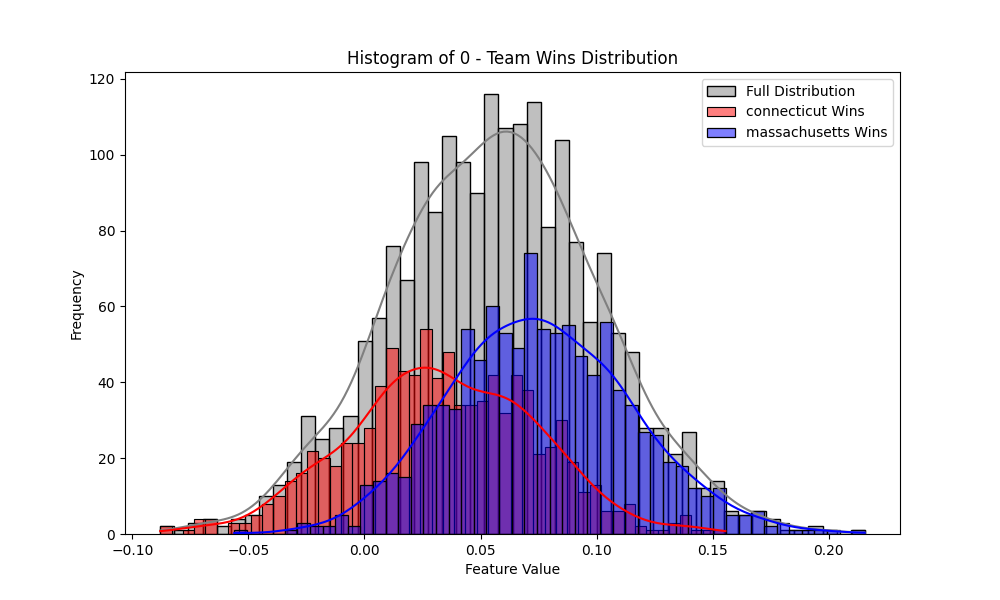 Histogram of 0 - Team Wins Distribution
Full Distribution
connecticut Wins
massachusetts Wins
120
100
80
60
40
20
0
Frequency
−0.10
−0.05
0.00
0.05
0.10
0.15
0.20
Feature Value